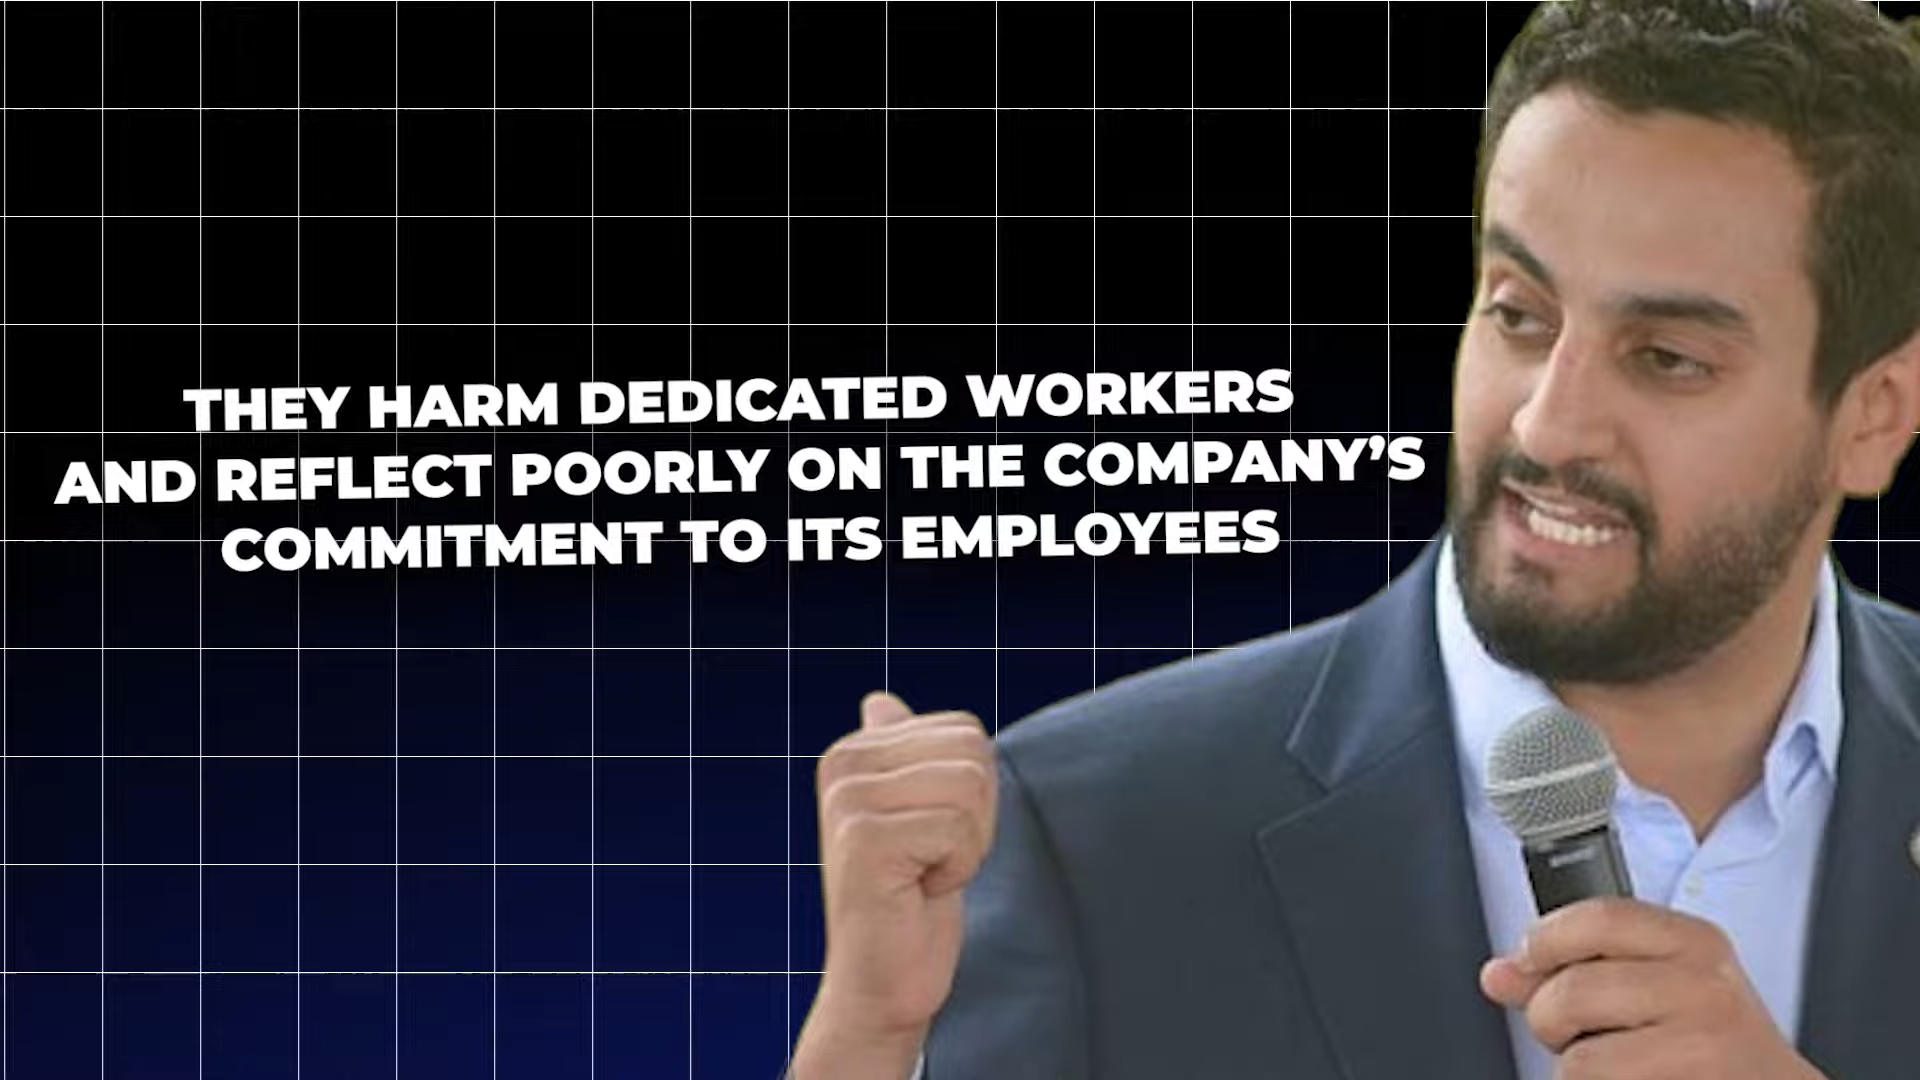 THEY HARM DEDICATED WORKERS
AND REFLECT POORLY ON THE COMPANY’S
COMMITMENT TO ITS EMPLOYEES